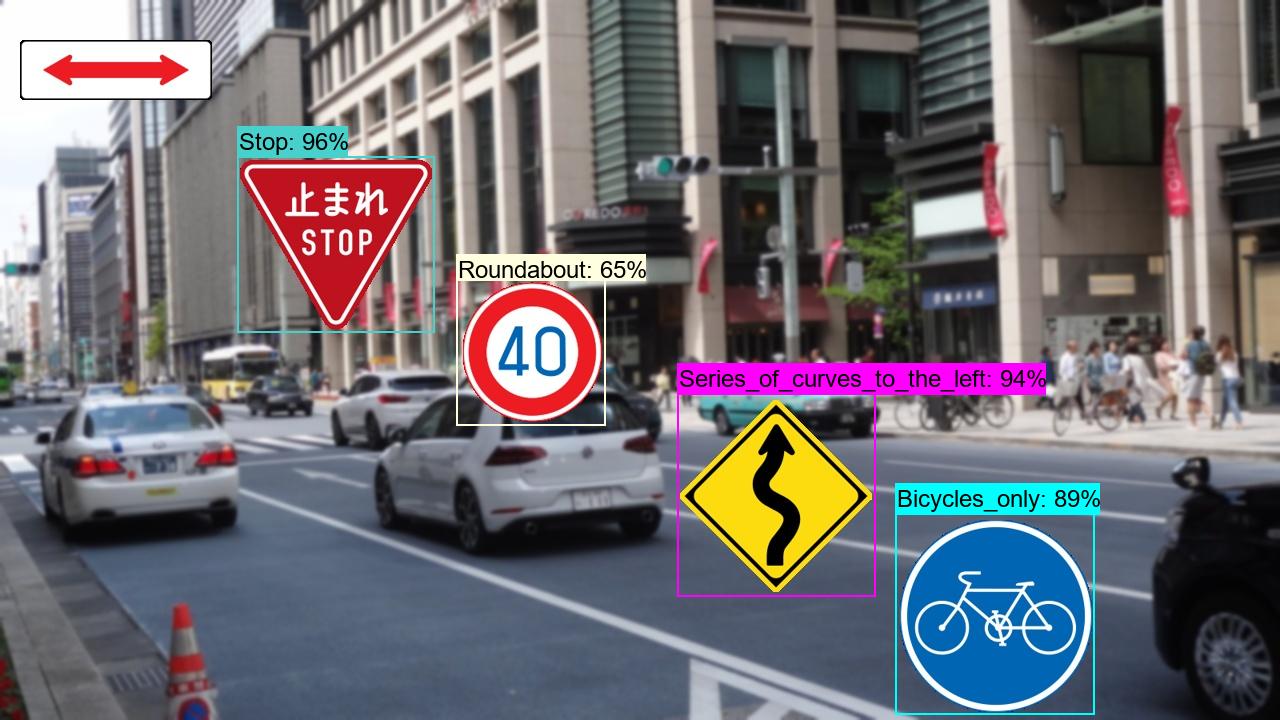 Stop: 96%
止まれ
STOP
Roundabout: 65%
40
Series_of_curves_to_the_left: 94%
Bicycles_only: 89%